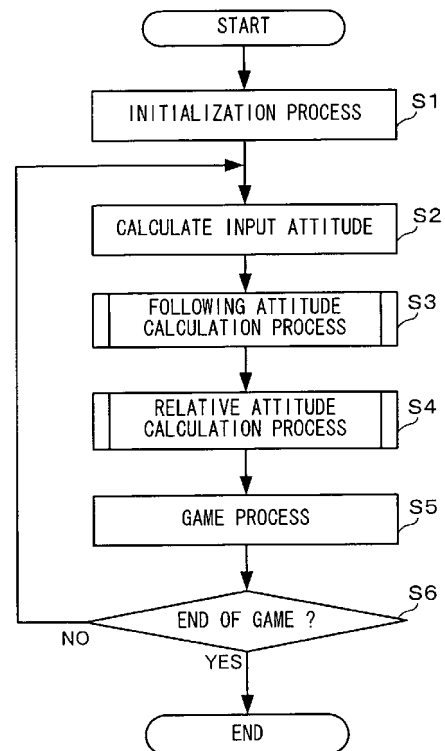 START
INITIALIZATION PROCESS
S1
CALCULATE INPUT ATTITUDE
S2
FOLLOWING ATTITUDE
CALCULATION PROCESS
S3
RELATIVE ATTITUDE
CALCULATION PROCESS
S4
GAME PROCESS
S5
END OF GAME ?
S6
NO
YES
END